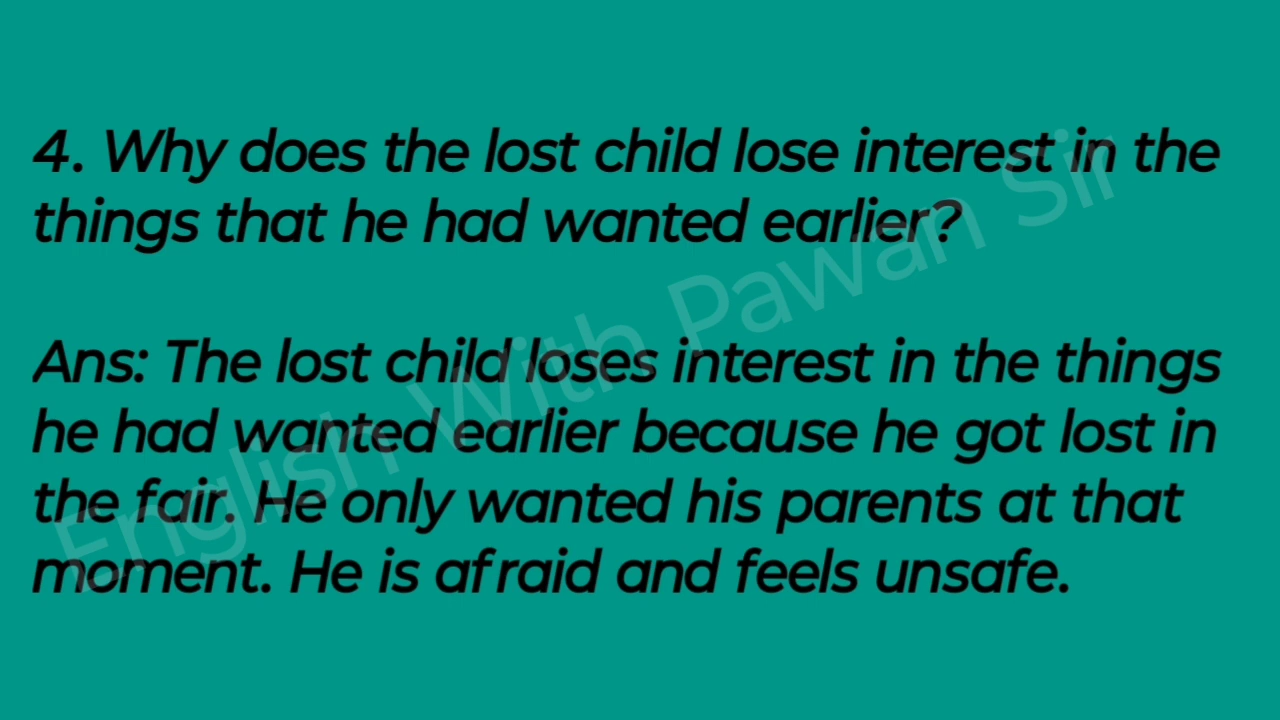 4. Why does the lost child lose interest in the
things that he had wanted earlier?
Ans: The lost child loses interest in the things
he had wanted earlier because he got lost in
the fair. He only wanted his parents at that
moment. He is afraid and feels unsafe.
English With Pawan Sir